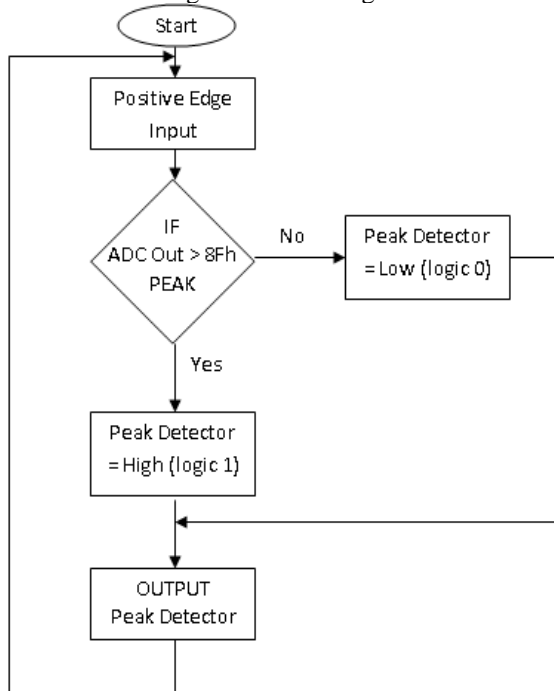 Start
Positive Edge
Input
IF
ADC Out > 8Fh
PEAK
No
Peak Detector
= Low (logic 0)
Yes
Peak Detector
= High (logic 1)
OUTPUT
Peak Detector